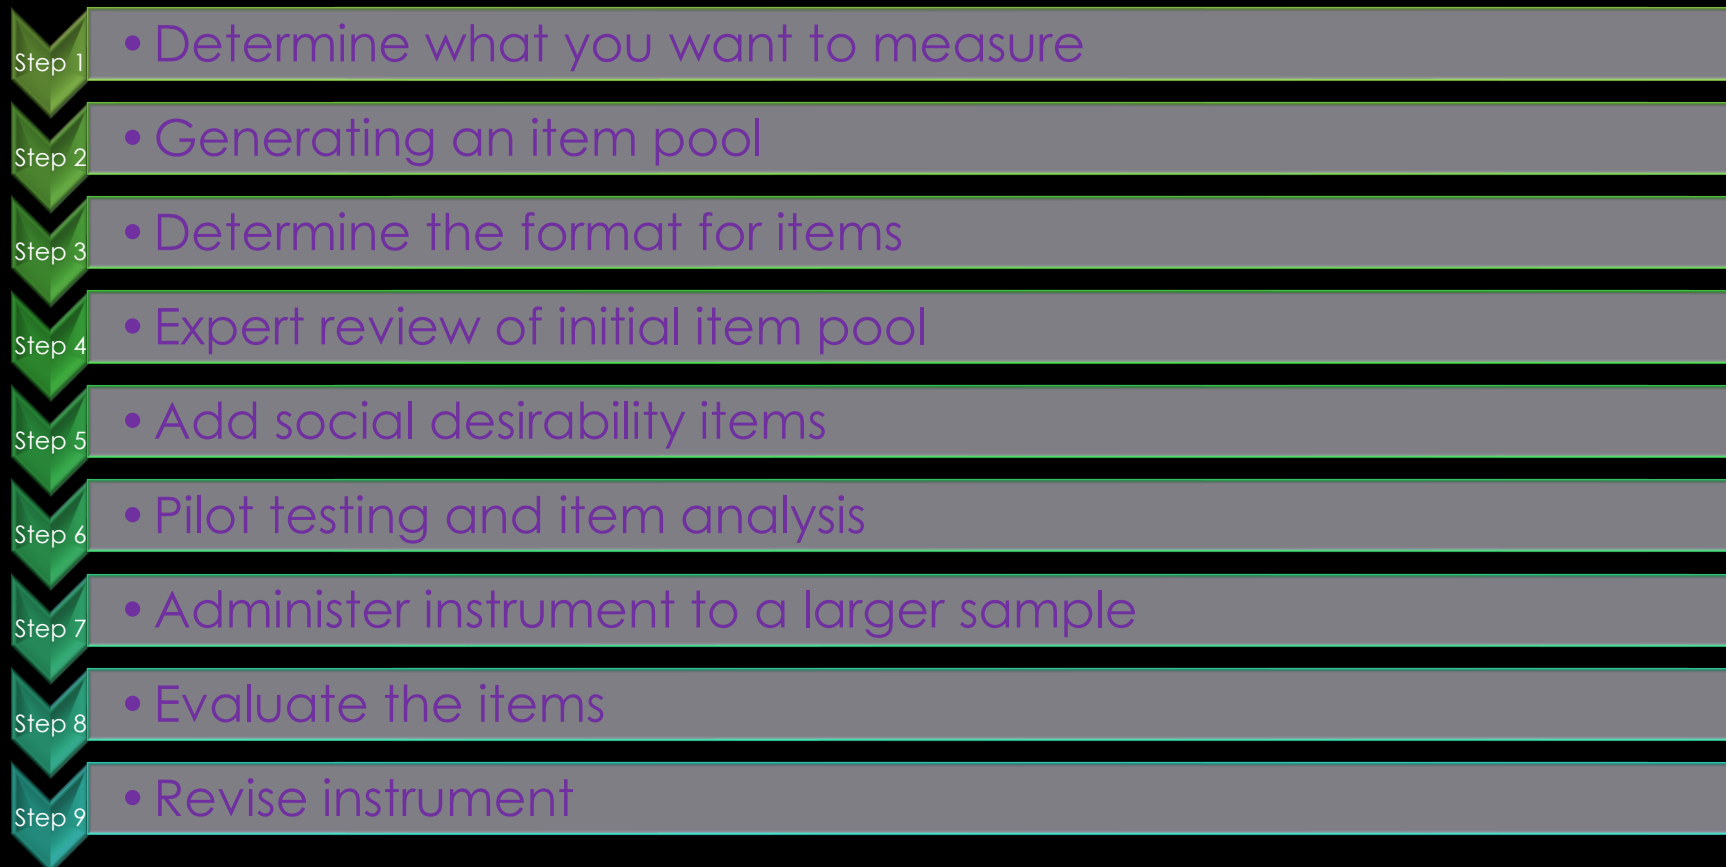 Step 1 • Determine what you want to measure
Step 2 • Generating an item pool
Step 3 • Determine the format for items
Step 4 • Expert review of initial item pool
Step 5 • Add social desirability items
Step 6 • Pilot testing and item analysis
Step 7 • Administer instrument to a larger sample
Step 8 • Evaluate the items
Step 9 • Revise instrument